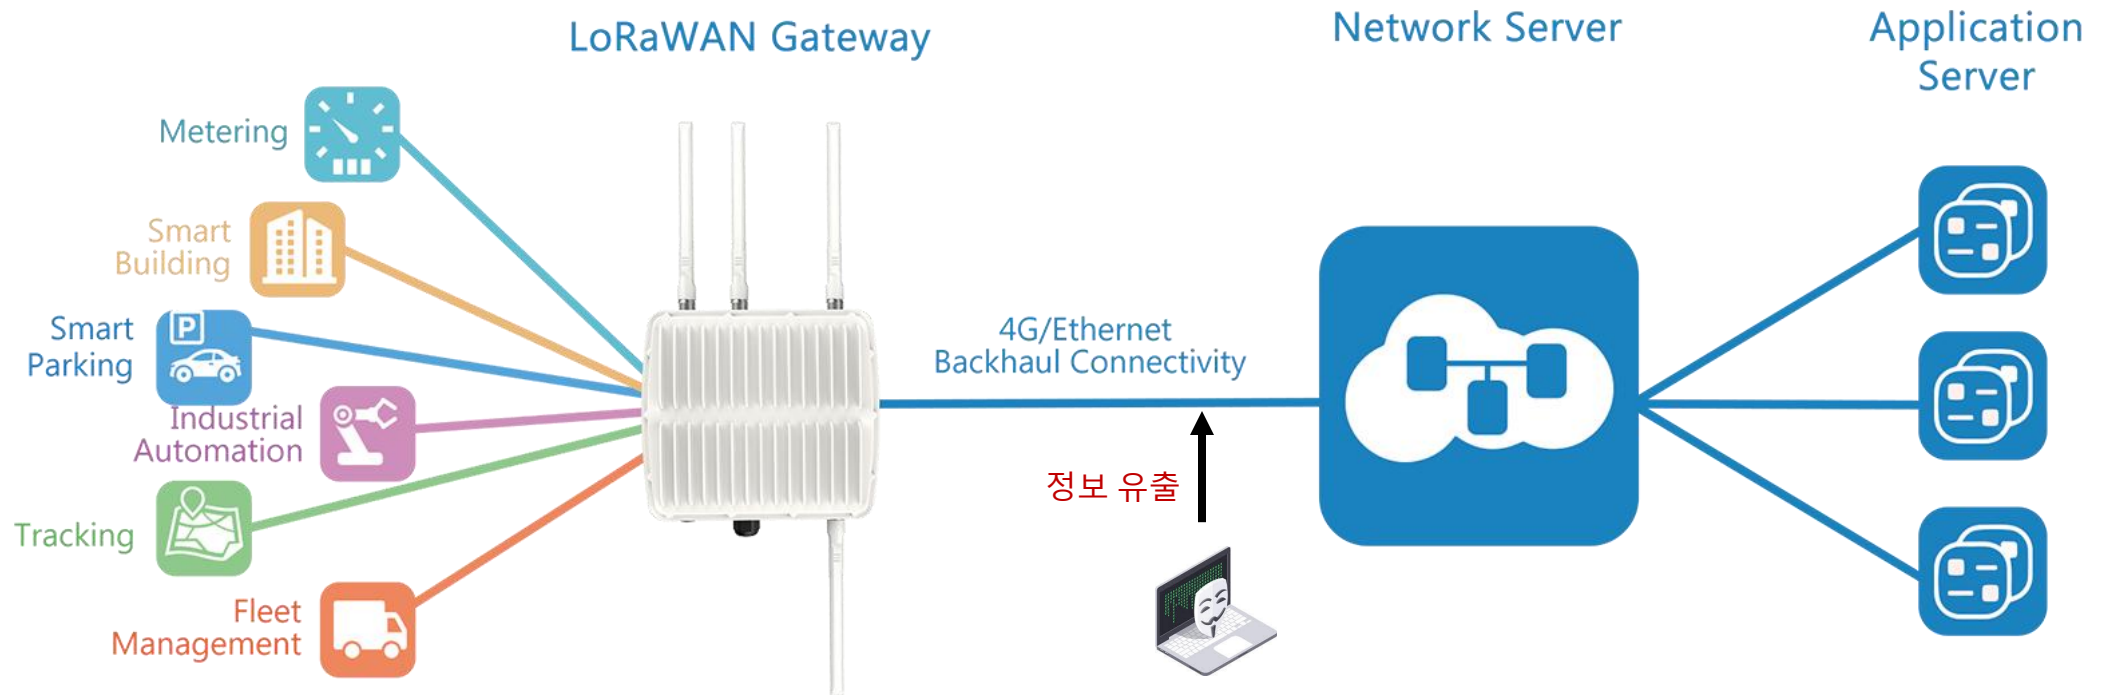 LoRaWAN Gateway
Network Server
Application
Server
Metering
Smart
Building
Smart
Parking
P
Industrial
Automation
Tracking
Fleet
Management
4G/Ethernet
Backhaul Connectivity
정보 유출